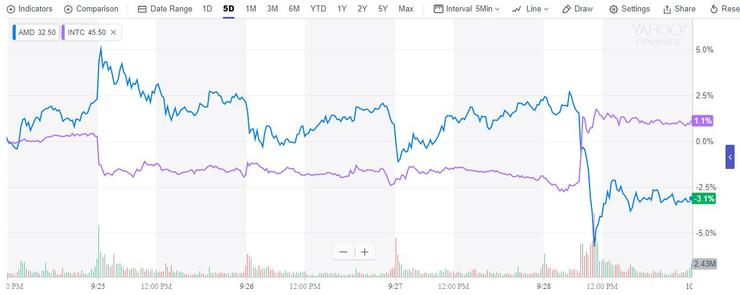 Indicators Comparison Date Range 1D 5D 1M 3M 6M YTD 1Y 2Y 5Y Max Interval 5Min Line Draw Settings Share Rese
AMD 32.50 INTC 45.50
YAHOO!
FINANCE
5.0%
2.5%
1.1%
0.0%
-2.5%
-3.1%
-5.0%
2.43M
0 PM 9/25 12:00 PM 9/26 12:00 PM 9/27 12:00 PM 9/28 12:00 PM 10